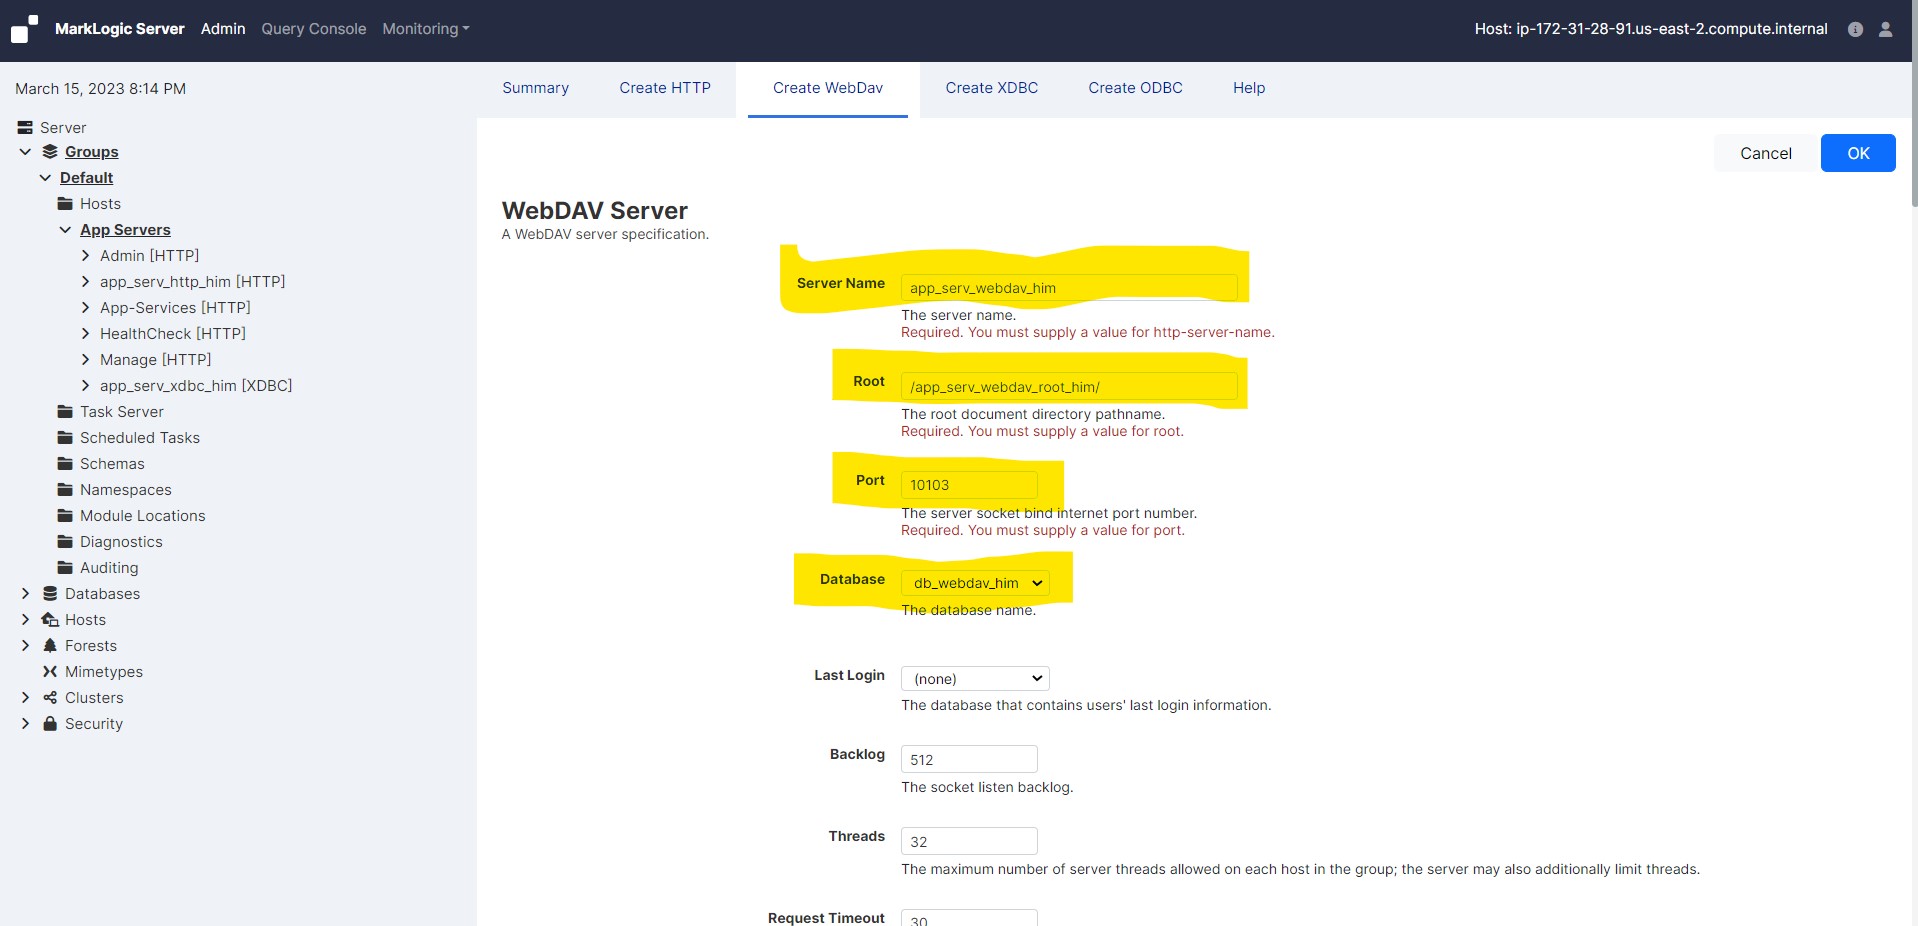 MarkLogic Server Admin Query Console Monitoring Host: ip-172-31-28-91.us-east-2.compute.internal
March 15, 2023 8:14 PM
Server
Groups
Default
Hosts
App Servers
Admin [HTTP]
app_serv_http_him [HTTP]
App-Services [HTTP]
HealthCheck [HTTP]
Manage [HTTP]
app_serv_xdbc_him [XDBC]
Task Server
Scheduled Tasks
Schemas
Namespaces
Module Locations
Diagnostics
Auditing
Databases
Hosts
Forests
Mimetypes
Clusters
Security
Summary Create HTTP Create WebDav Create XDBC Create ODBC Help
Cancel OK
WebDAV Server
A WebDAV server specification.
Server Name app_serv_webdav_him
The server name.
Required. You must supply a value for http-server-name.
Root /app_serv_webdav_root_him/
The root document directory pathname.
Required. You must supply a value for root.
Port 10103
The server socket bind internet port number.
Required. You must supply a value for port.
Database db_webdav_him
The database name.
Last Login (none)
The database that contains users' last login information.
Backlog 512
The socket listen backlog.
Threads 32
The maximum number of server threads allowed on each host in the group; the server may also additionally limit threads.
Request Timeout 30